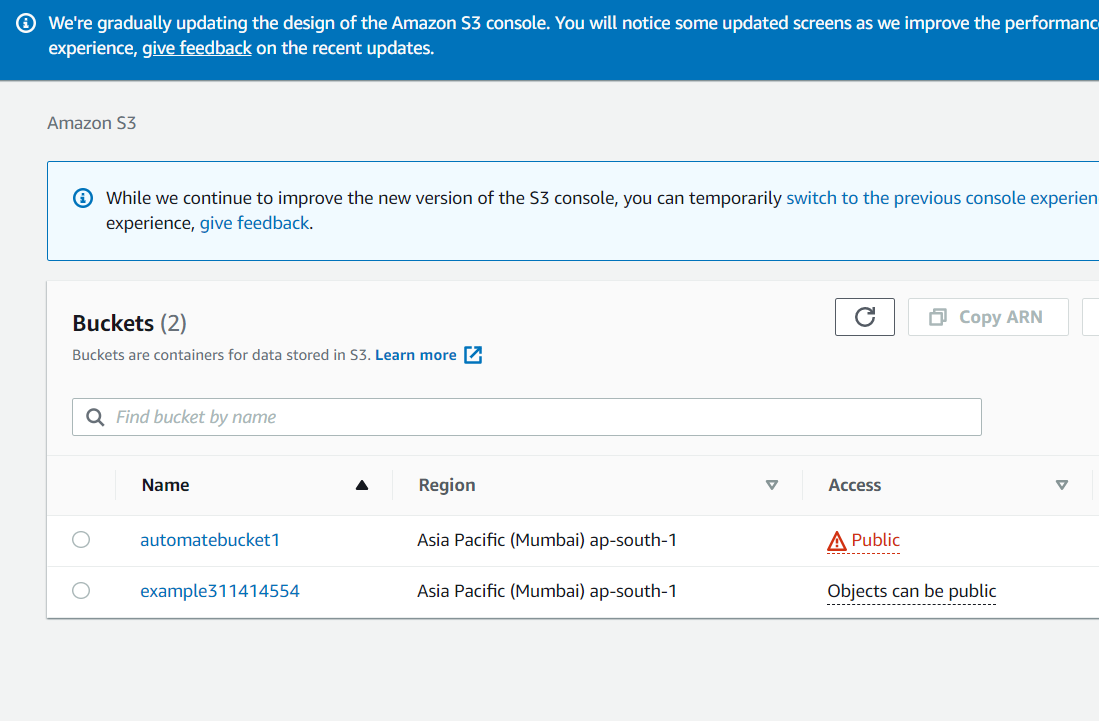 We're gradually updating the design of the Amazon S3 console. You will notice some updated screens as we improve the performance
experience, give feedback on the recent updates.
Amazon S3
While we continue to improve the new version of the S3 console, you can temporarily switch to the previous console experien
experience, give feedback.
Buckets (2)
Copy ARN
Buckets are containers for data stored in S3. Learn more
Find bucket by name
Name Region Access
automatebucket1 Asia Pacific (Mumbai) ap-south-1 Public
example311414554 Asia Pacific (Mumbai) ap-south-1 Objects can be public